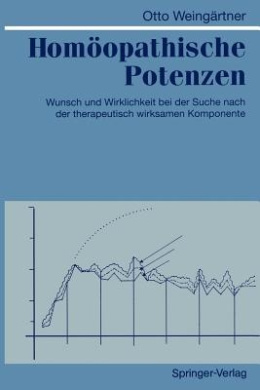 Otto Weingärtner
Homöopathische
Potenzen
Wunsch und Wirklichkeit bei der Suche nach
der therapeutisch wirksamen Komponente
Springer-Verlag